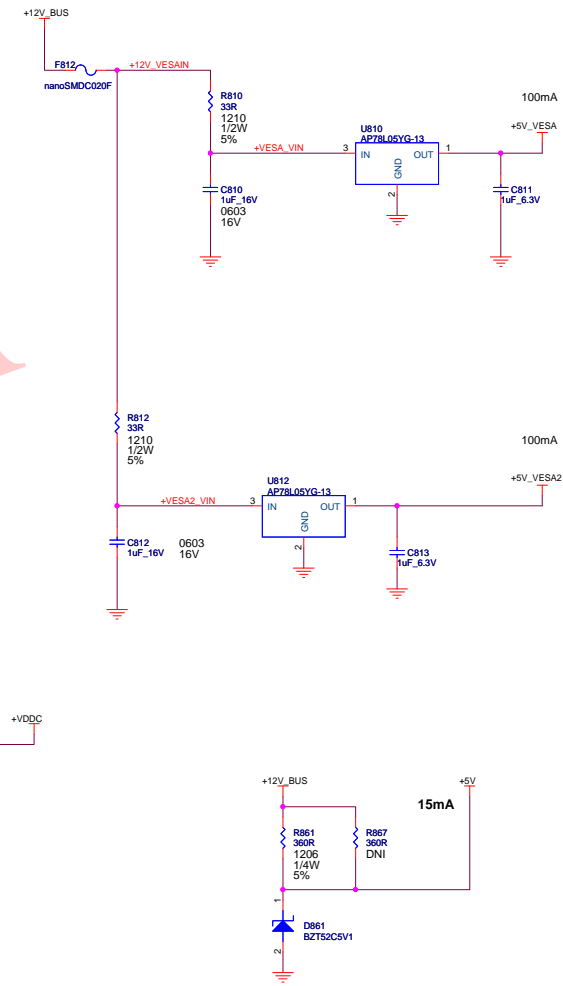 +12V_BUS
F812
+12V_VESAIN
nanoSMDC020F
R810
33R
1210
1/2W
5%
100mA
+5V_VESA
U810
AP78L05YG-13
+VESA_VIN
3
IN
OUT
1
GND
2
C810
1uF_16V
0603
16V
C811
1uF_6.3V
R812
33R
1210
1/2W
5%
100mA
+5V_VESA2
U812
AP78L05YG-13
+VESA2_VIN
3
IN
OUT
1
GND
2
C812
1uF_16V
0603
16V
C813
1uF_6.3V
+VDDC
+12V_BUS
+5V
15mA
R861
360R
1206
1/4W
5%
R867
360R
DNI
1
D861
BZT52C5V1
2